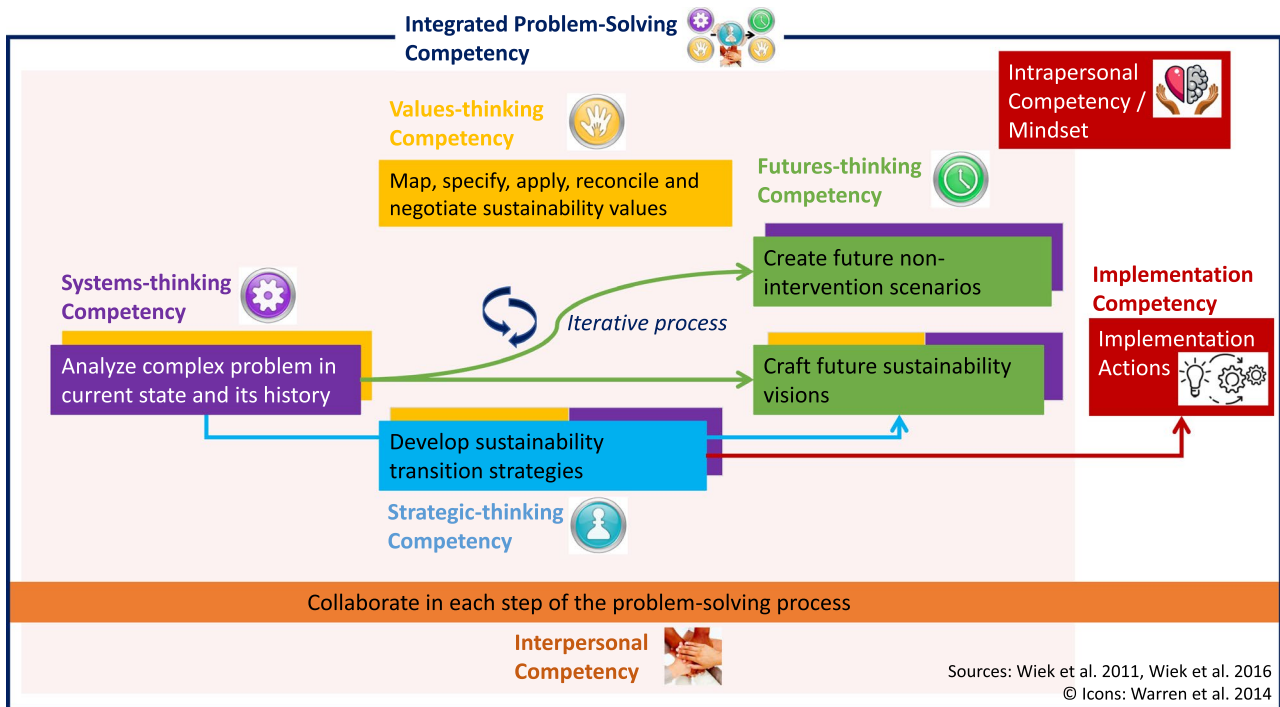 Integrated Problem-Solving
Competency
Intrapersonal
Competency /
Mindset
Values-thinking
Competency
Map, specify, apply, reconcile and
negotiate sustainability values
Futures-thinking
Competency
Create future non-
intervention scenarios
Systems-thinking
Competency
Analyze complex problem in
current state and its history
Iterative process
Craft future sustainability
visions
Implementation
Competency
Implementation
Actions
Develop sustainability
transition strategies
Strategic-thinking
Competency
Collaborate in each step of the problem-solving process
Interpersonal
Competency
Sources: Wiek et al. 2011, Wiek et al. 2016
© Icons: Warren et al. 2014